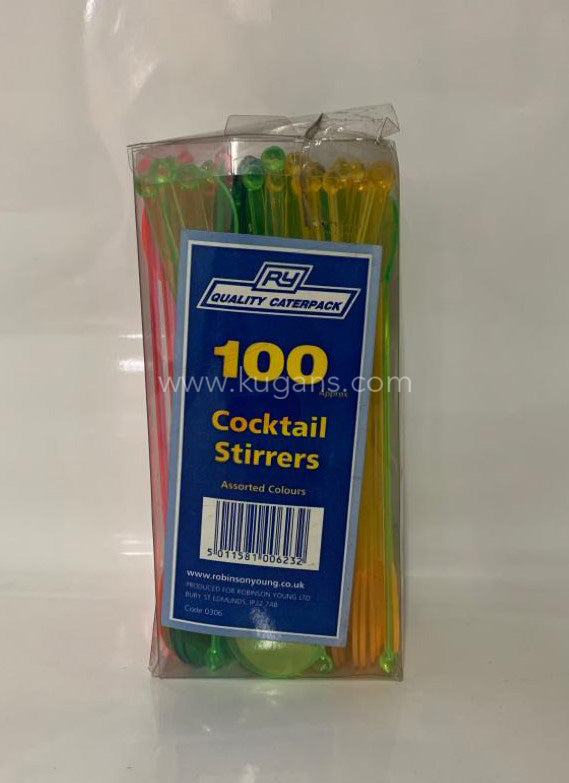 RY
QUALITY CATERPACK
100
Approx
www.kugans.com
Cocktail
Stirrers
Assorted Colours
5 011581 006232
www.robinsonyoung.co.uk
PRODUCED FOR ROBINSON YOUNG LTD
BURY ST EDMUNDS, IP32 7AB
Code 0306